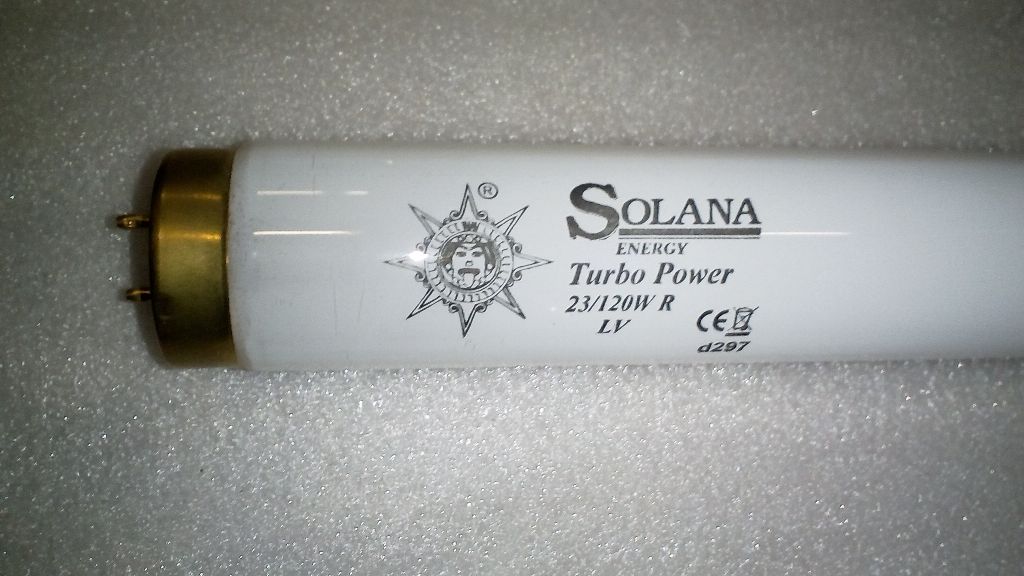 ®
SOLANA
ENERGY
Turbo Power
23/120W R
LV
CE
d297